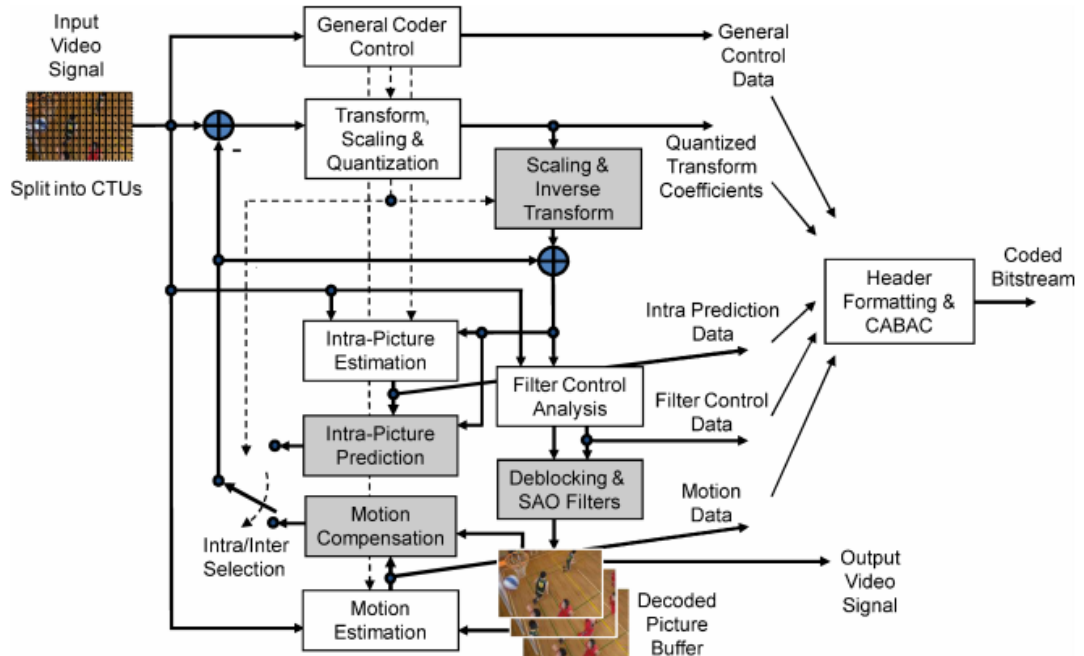 Input
Video
Signal
Split into CTUs
General Coder
Control
General
Control
Data
Transform,
Scaling &
Quantization
-
Quantized
Transform
Coefficients
Scaling &
Inverse
Transform
Header
Formatting &
CABAC
Coded
Bitstream
Intra-Picture
Estimation
Intra Prediction
Data
Filter Control
Analysis
Filter Control
Data
Intra-Picture
Prediction
Deblocking &
SAO Filters
Motion
Data
Motion
Compensation
Intra/Inter
Selection
Output
Video
Signal
Motion
Estimation
Decoded
Picture
Buffer